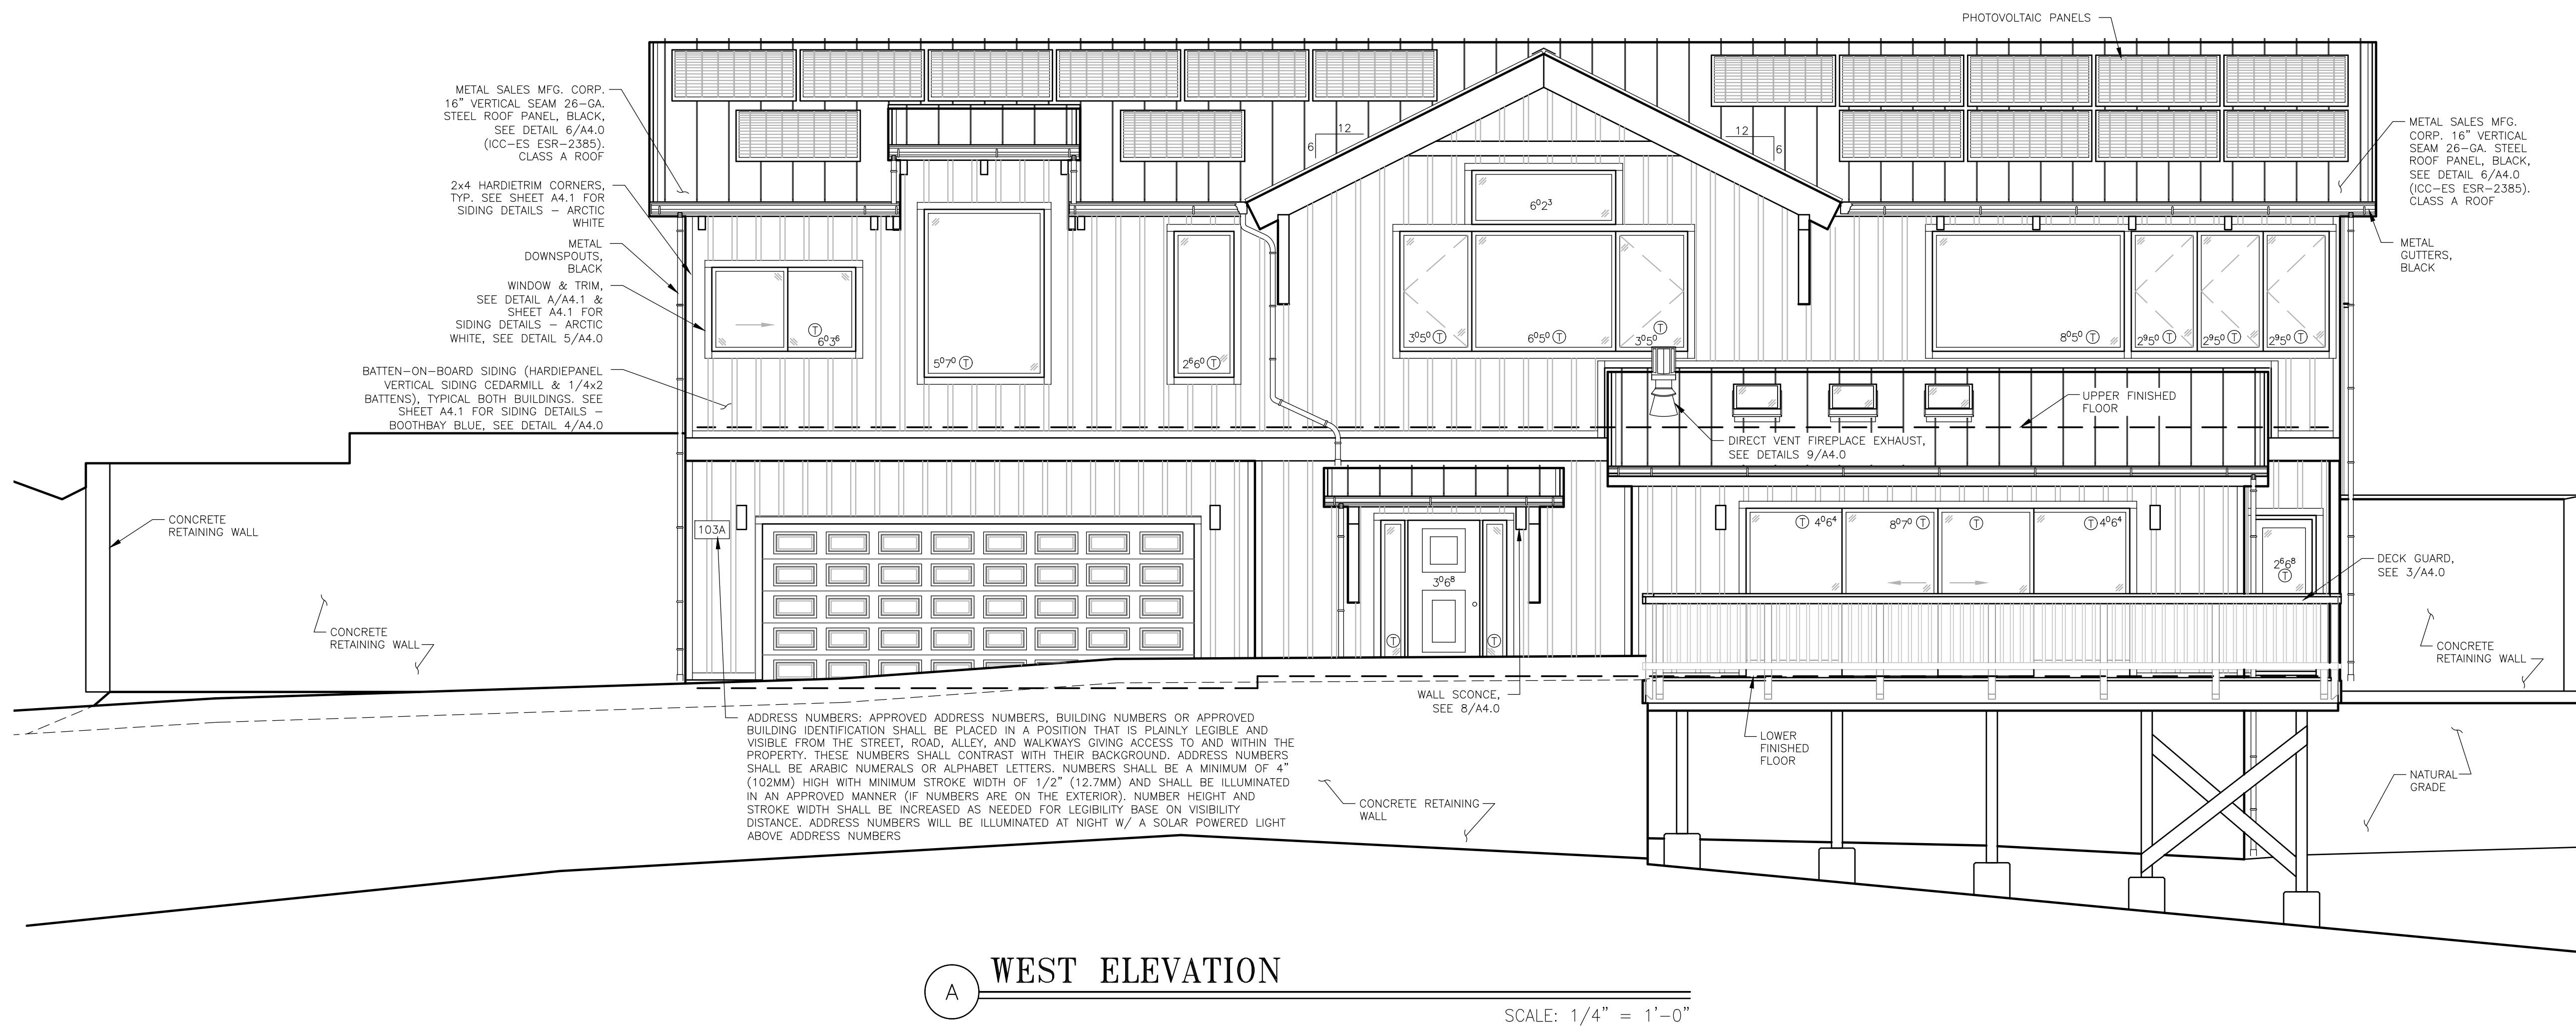 PHOTOVOLTAIC PANELS
METAL SALES MFG. CORP.
16" VERTICAL SEAM 26-GA.
STEEL ROOF PANEL, BLACK,
SEE DETAIL 6/A4.0
(ICC-ES ESR-2385).
CLASS A ROOF
2x4 HARDIETRIM CORNERS,
TYP. SEE SHEET A4.1 FOR
SIDING DETAILS – ARCTIC
WHITE
METAL
DOWNSPOUTS,
BLACK
WINDOW & TRIM,
SEE DETAIL A/A4.1 &
SHEET A4.1 FOR
SIDING DETAILS – ARCTIC
WHITE, SEE DETAIL 5/A4.0
BATTEN-ON-BOARD SIDING (HARDIEPANEL
VERTICAL SIDING CEDARMILL & 1/4x2
BATTENS), TYPICAL BOTH BUILDINGS. SEE
SHEET A4.1 FOR SIDING DETAILS –
BOOTHBAY BLUE, SEE DETAIL 4/A4.0
12
6
12
6
METAL SALES MFG.
CORP. 16" VERTICAL
SEAM 26-GA. STEEL
ROOF PANEL, BLACK,
SEE DETAIL 6/A4.0
(ICC-ES ESR-2385).
CLASS A ROOF
METAL
GUTTERS,
BLACK
6⁰2³
T
6⁰3⁶
5⁰7⁰ T
2⁶6⁰ T
3⁰5⁰ T
6⁰5⁰ T
T
3⁰5⁰
8⁰5⁰ T
2⁹5⁰ T
2⁹5⁰ T
2⁹5⁰ T
UPPER FINISHED
FLOOR
DIRECT VENT FIREPLACE EXHAUST,
SEE DETAILS 9/A4.0
CONCRETE
RETAINING WALL
103A
T 4⁰6⁴
8⁰7⁰ T
T
T 4⁰6⁴
2⁶6⁸
T
3⁰6⁸
T
T
DECK GUARD,
SEE 3/A4.0
CONCRETE
RETAINING WALL
CONCRETE
RETAINING WALL
WALL SCONCE,
SEE 8/A4.0
ADDRESS NUMBERS: APPROVED ADDRESS NUMBERS, BUILDING NUMBERS OR APPROVED
BUILDING IDENTIFICATION SHALL BE PLACED IN A POSITION THAT IS PLAINLY LEGIBLE AND
VISIBLE FROM THE STREET, ROAD, ALLEY, AND WALKWAYS GIVING ACCESS TO AND WITHIN THE
PROPERTY. THESE NUMBERS SHALL CONTRAST WITH THEIR BACKGROUND. ADDRESS NUMBERS
SHALL BE ARABIC NUMERALS OR ALPHABET LETTERS. NUMBERS SHALL BE A MINIMUM OF 4"
(102MM) HIGH WITH MINIMUM STROKE WIDTH OF 1/2" (12.7MM) AND SHALL BE ILLUMINATED
IN AN APPROVED MANNER (IF NUMBERS ARE ON THE EXTERIOR). NUMBER HEIGHT AND
STROKE WIDTH SHALL BE INCREASED AS NEEDED FOR LEGIBILITY BASE ON VISIBILITY
DISTANCE. ADDRESS NUMBERS WILL BE ILLUMINATED AT NIGHT W/ A SOLAR POWERED LIGHT
ABOVE ADDRESS NUMBERS
LOWER
FINISHED
FLOOR
CONCRETE RETAINING
WALL
NATURAL
GRADE
A
WEST ELEVATION
SCALE: 1/4" = 1'-0"